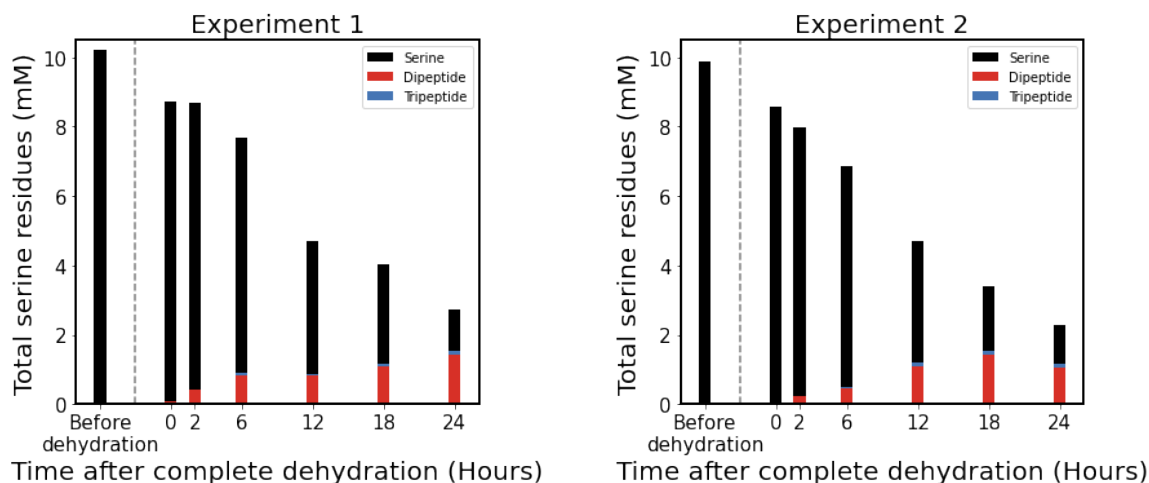 Experiment 1
Total serine residues (mM)
10
8
6
4
2
0
Serine
Dipeptide
Tripeptide
Before
dehydration
0 2 6 12 18 24
Time after complete dehydration (Hours)
Experiment 2
Total serine residues (mM)
10
8
6
4
2
0
Serine
Dipeptide
Tripeptide
Before
dehydration
0 2 6 12 18 24
Time after complete dehydration (Hours)